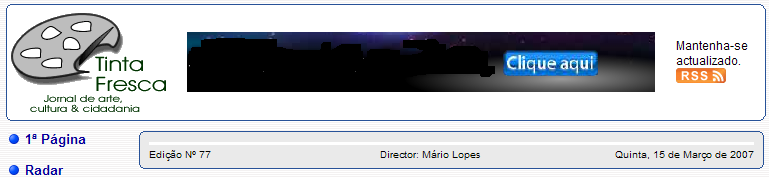 Tinta
Fresca
Jornal de arte,
cultura & cidadania
Clique aqui
Mantenha-se
actualizado.
RSS
1ª Página
Radar
Edição Nº 77 Director: Mário Lopes Quinta, 15 de Março de 2007